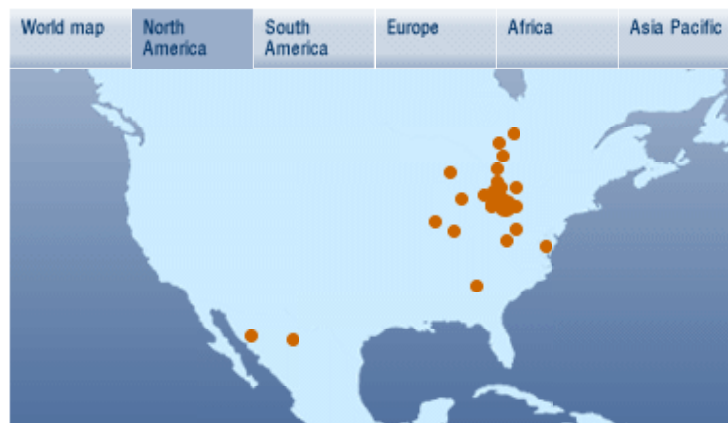 World map
North
America
South
America
Europe
Africa
Asia Pacific